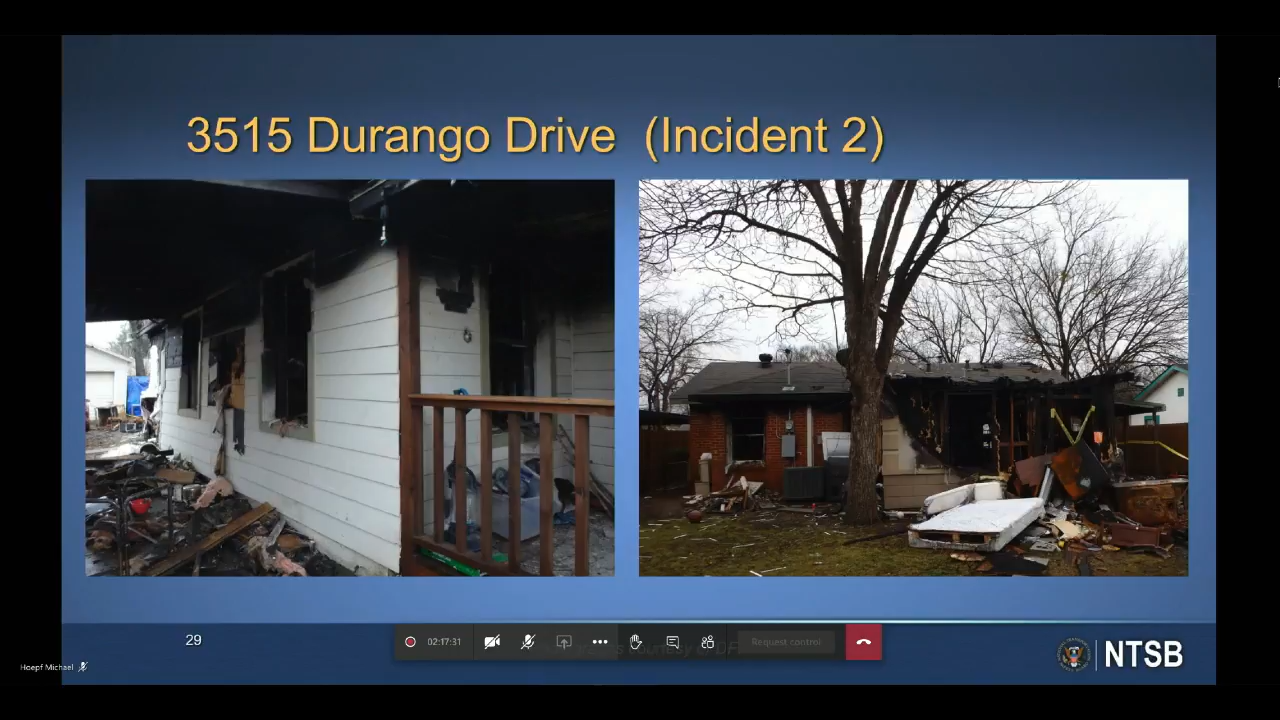 3515 Durango Drive  (Incident 2)
29
02:17:31
Request control
NTSB
Hoepf Michael